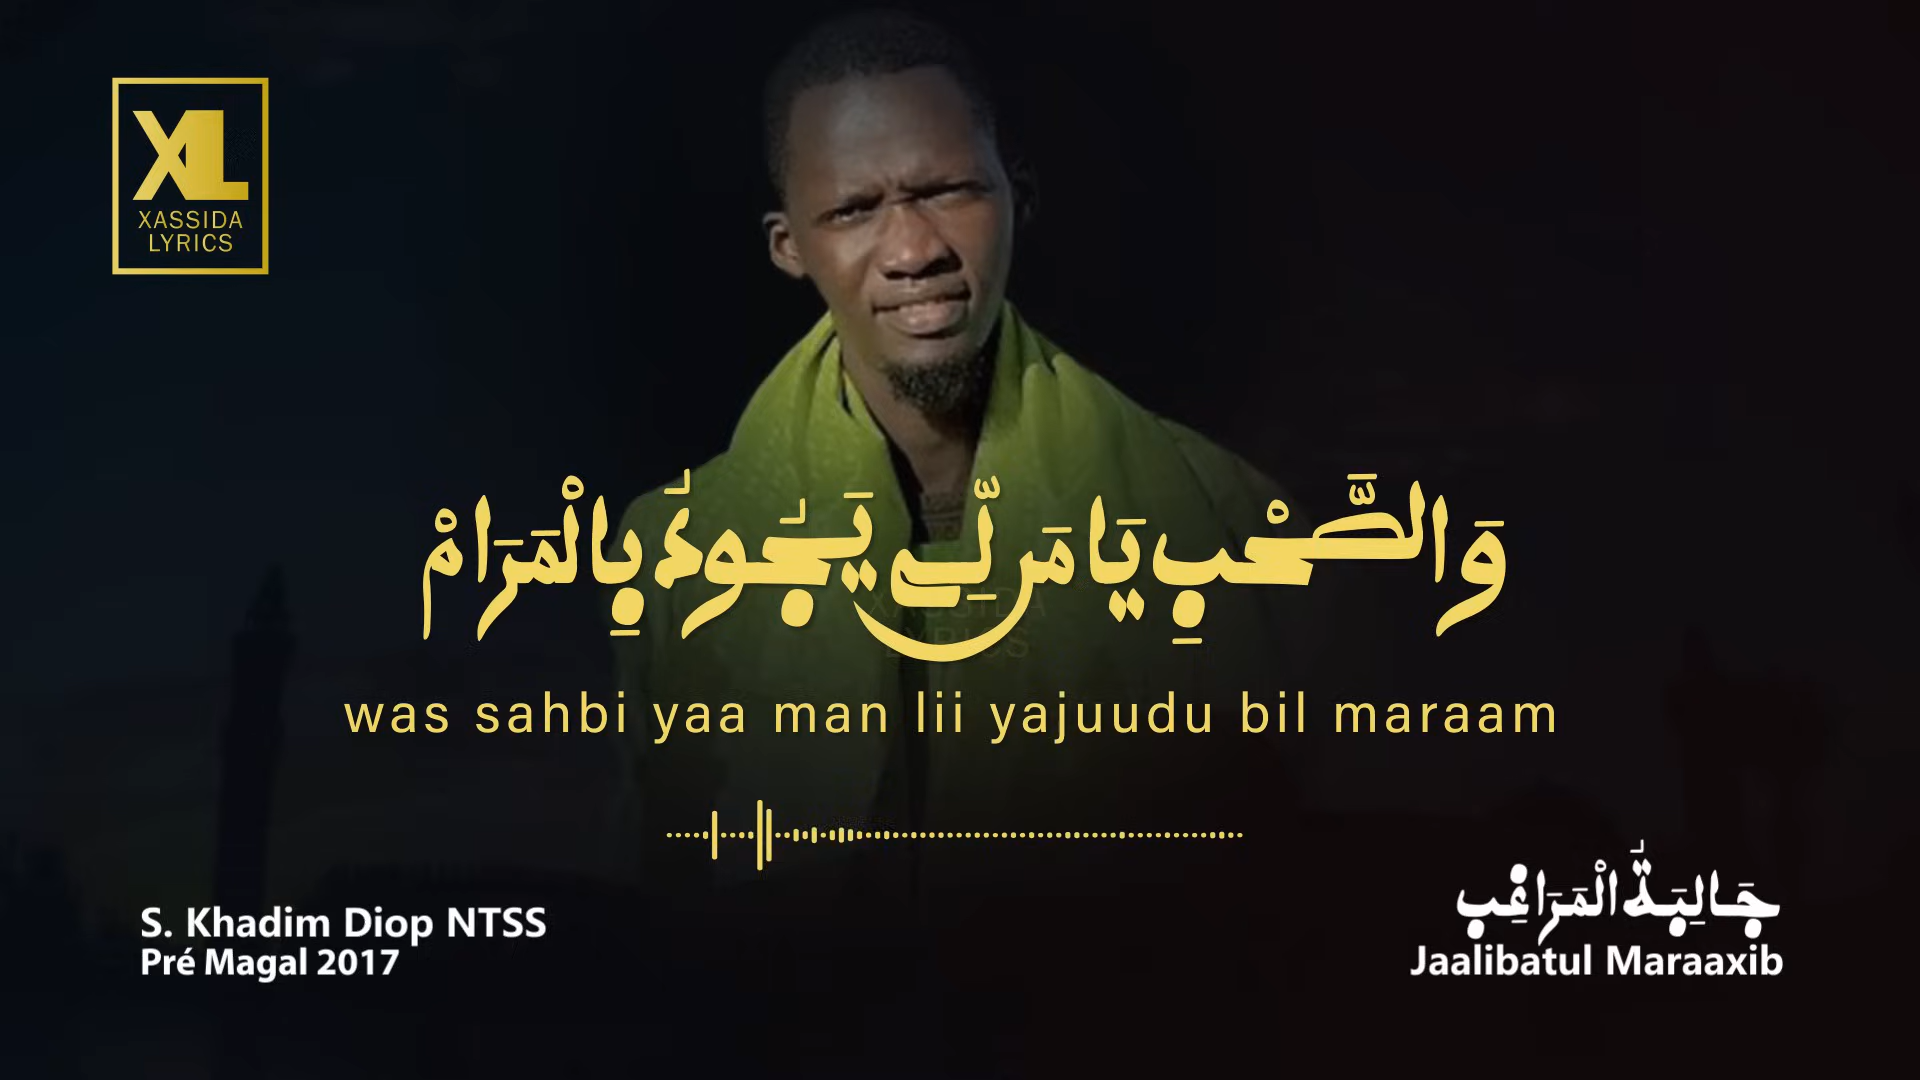 XL
XASSIDA
LYRICS
وَالصَّحْبِ يَا مَن لِّے يَجُودُ بِالْمَرَامْ
was sahbi yaa man lii yajuudu bil maraam
S. Khadim Diop NTSS
Pré Magal 2017
جَالِبَةُ الْمَرَاغِبِ
Jaalibatul Maraaxib